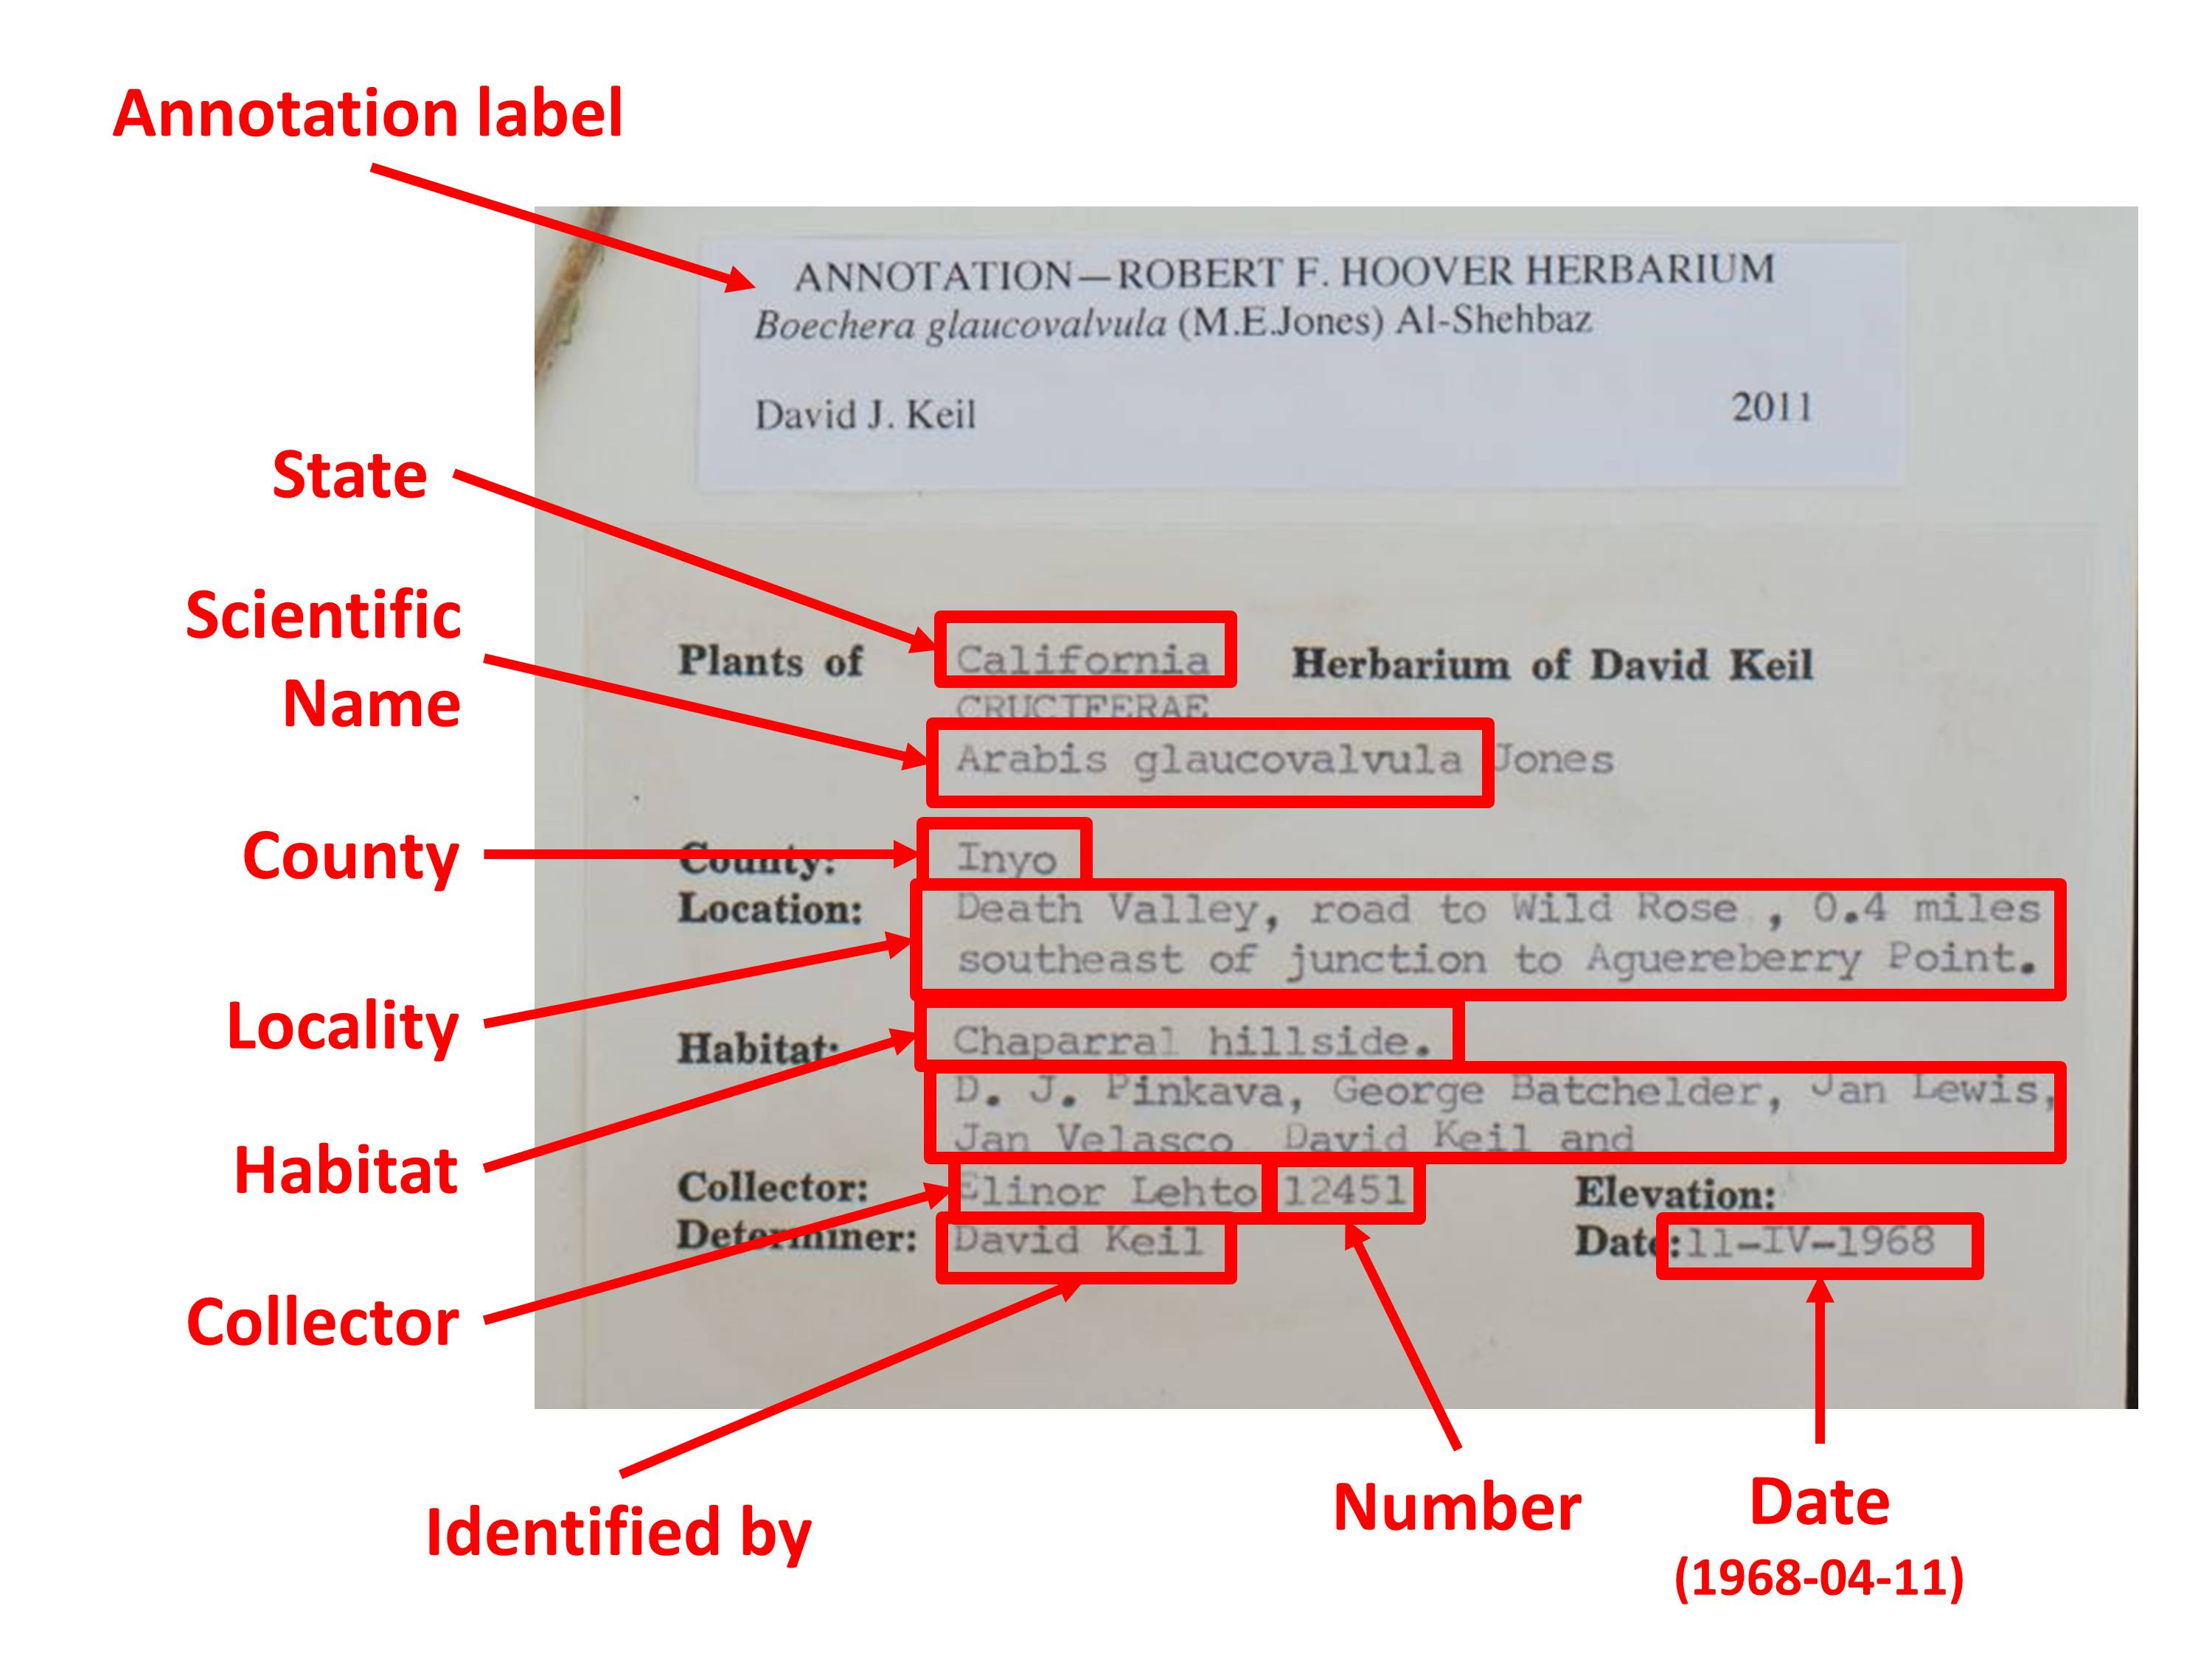 Annotation label
ANNOTATION—ROBERT F. HOOVER HERBARIUM
Boechera glaucovalvula (M.E.Jones) Al-Shehbaz
David J. Keil 2011
State
Scientific
Name
Plants of California Herbarium of David Keil
CRUCIFERAE
Arabis glaucovalvula Jones
County
County: Inyo
Location: Death Valley, road to Wild Rose , 0.4 miles
southeast of junction to Aguereberry Point.
Locality
Habitat: Chaparral hillside.
D. J. Pinkava, George Batchelder, Jan Lewis,
Jan Velasco David Keil and
Habitat
Collector: Elinor Lehto 12451 Elevation:
Determiner: David Keil Date: 11-IV-1968
Collector
Identified by
Number
Date
(1968-04-11)